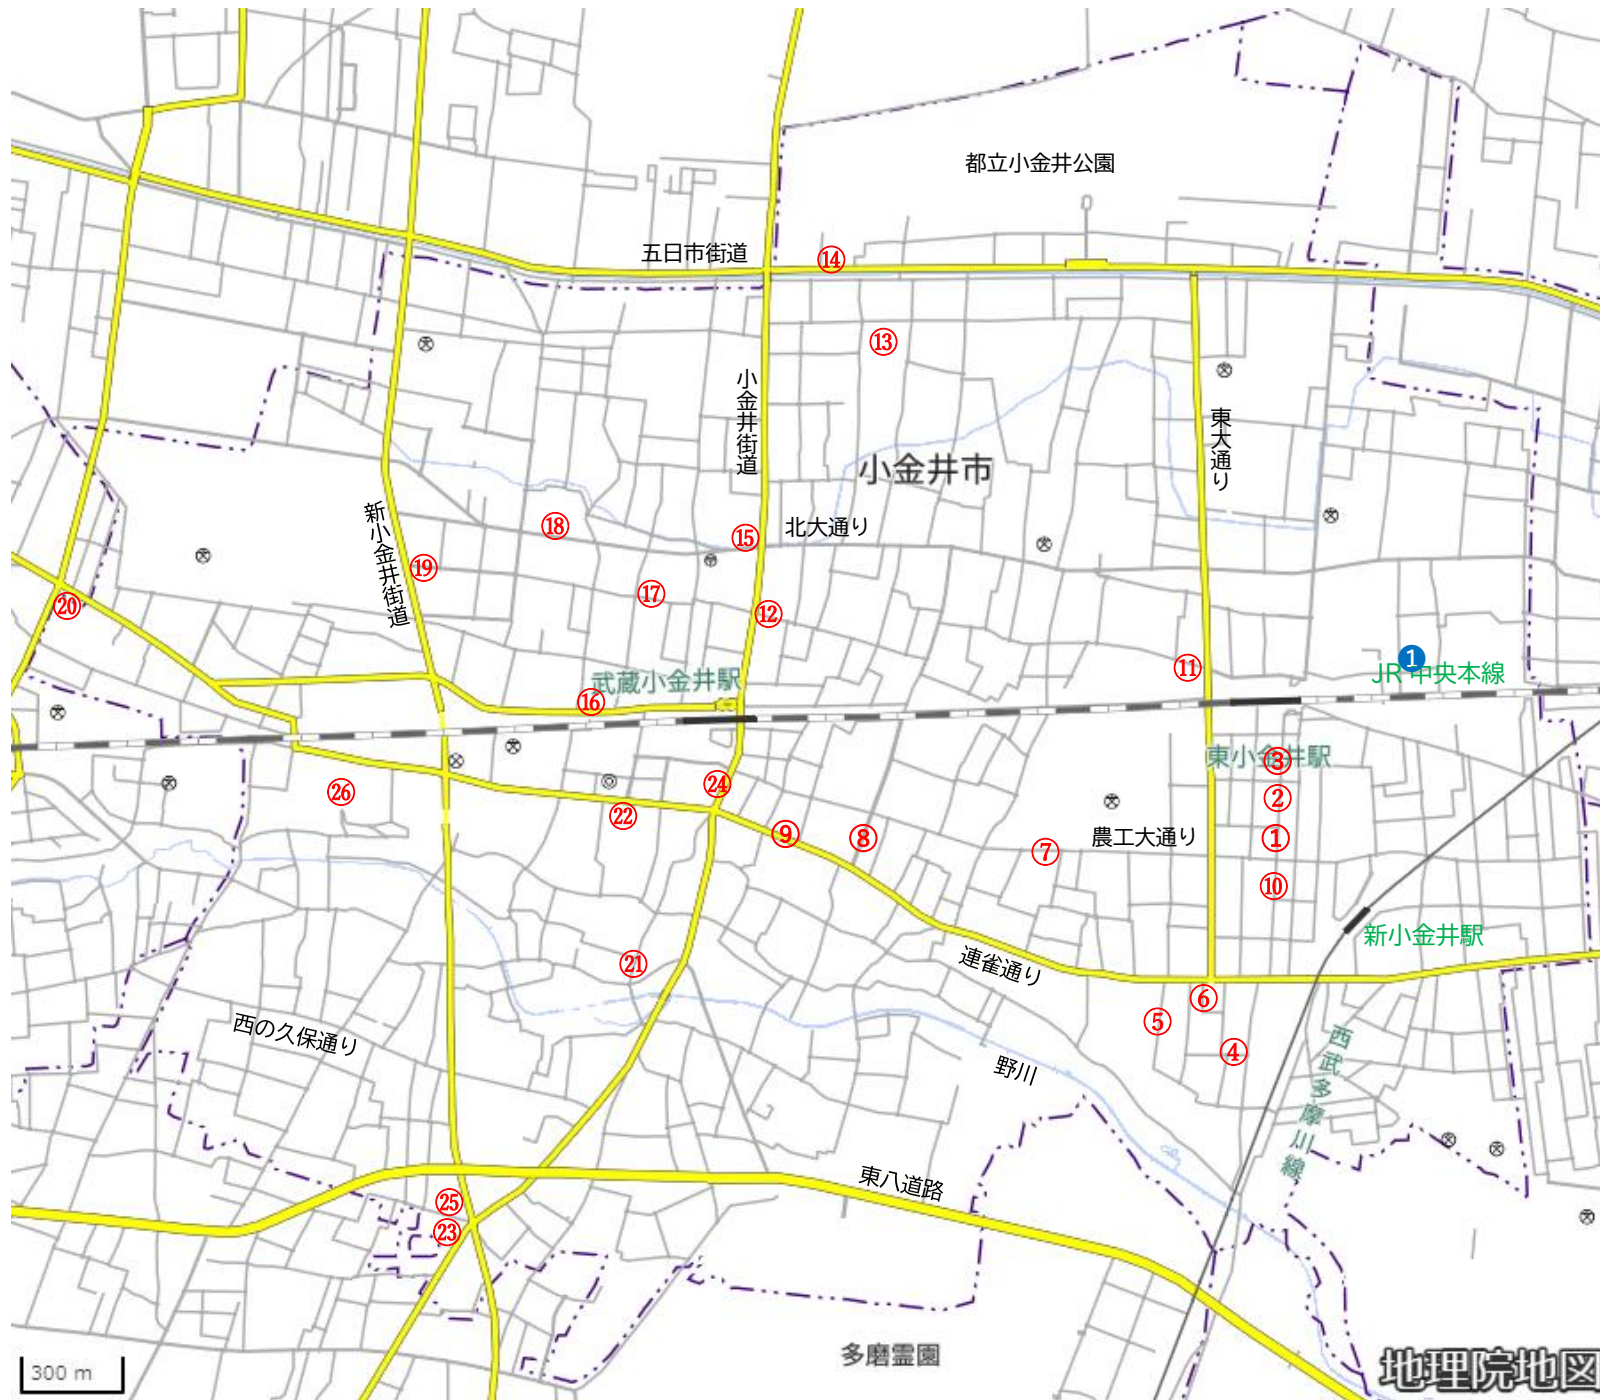 都立小金井公園
五日市街道
⑭
⑬
小金井街道
東大通り
小金井市
新小金井街道
⑱
⑮
北大通り
⑲
⑰
⑳
⑫
❶
⑪
JR 中央本線
武蔵小金井駅
⑯
東小金井駅
③
㉔
㉖
②
㉒
⑨
⑧
農工大通り
①
⑦
⑩
新小金井駅
㉑
連雀通り
⑥
⑤
西の久保通り
④
野川
西武多摩川線
東八道路
㉕
㉓
多磨霊園
300 m
地理院地図